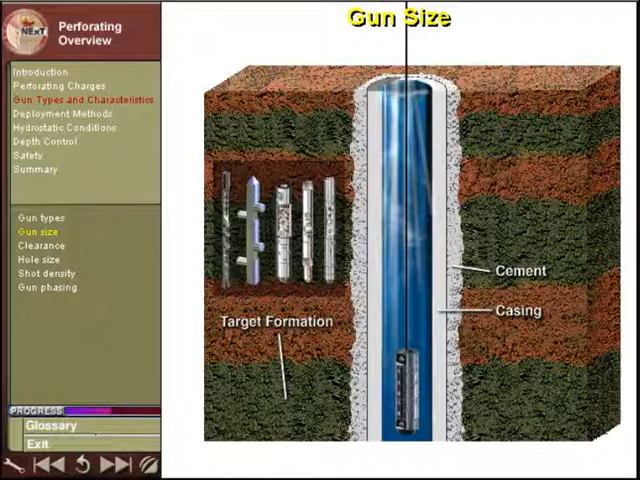 NExT
Perforating
Overview
Gun Size
Introduction
Perforating Charges
Gun Types and Characteristics
Deployment Methods
Hydrostatic Conditions
Depth Control
Safety
Summary
Gun types
Gun size
Clearance
Hole size
Shot density
Gun phasing
Cement
Casing
Target Formation
PROGRESS
Glossary
Exit